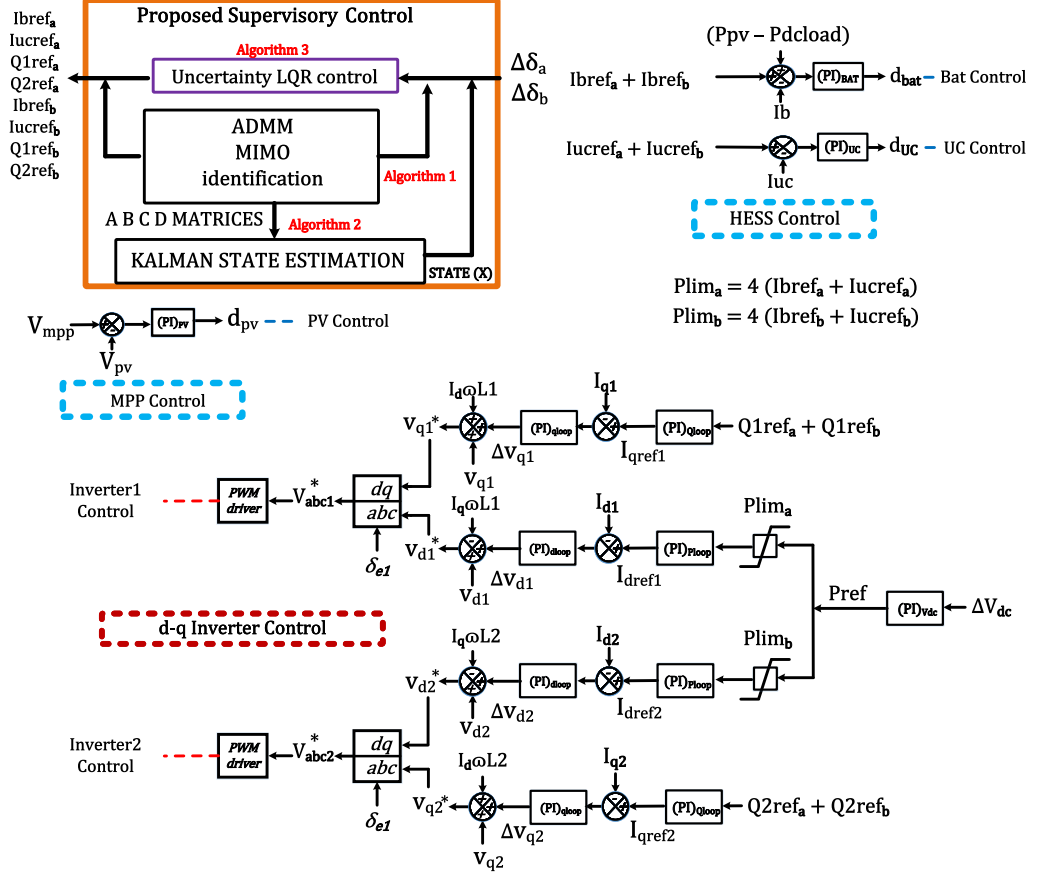 Ibrefa
Iucrefa
Q1refa
Q2refa
Ibrefb
Iucrefb
Q1refb
Q2refb
Proposed Supervisory Control
Algorithm 3
Uncertainty LQR control
ADMM
MIMO
identification
Algorithm 1
A B C D MATRICES
Algorithm 2
KALMAN STATE ESTIMATION
STATE (X)
Δδa
Δδb
(Ppv – Pdcload)
Ibrefa + Ibrefb
(PI)BAT
dbat
Bat Control
Ib
Iucrefa + Iucrefb
(PI)UC
dUC
UC Control
Iuc
HESS Control
Plima = 4 (Ibrefa + Iucrefa)
Plimb = 4 (Ibrefb + Iucrefb)
Vmpp
(PI)PV
dpv
PV Control
Vpv
MPP Control
IdωL1
Iq1
vq1*
(PI)qloop
(PI)Qloop
Q1refa + Q1refb
Δvq1
Iqref1
vq1
Inverter1
Control
PWM
driver
V*abc1
dq
abc
δe1
IqωL1
Id1
Plima
vd1*
(PI)dloop
(PI)Ploop
Δvd1
Idref1
vd1
Pref
(PI)Vdc
ΔVdc
d-q Inverter Control
IqωL2
Id2
Plimb
vd2*
(PI)dloop
(PI)Ploop
Δvd2
Idref2
vd2
Inverter2
Control
PWM
driver
V*abc2
dq
abc
δe1
IdωL2
Iq2
vq2*
(PI)qloop
(PI)Qloop
Q2refa + Q2refb
Δvq2
Iqref2
vq2